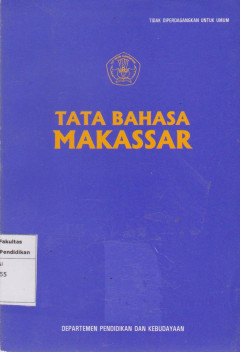 TIDAK DIPERDAGANGKAN UNTUK UMUM
TATA BAHASA
MAKASSAR
Fakultas
Pendidikan
DEPARTEMEN PENDIDIKAN DAN KEBUDAYAAN